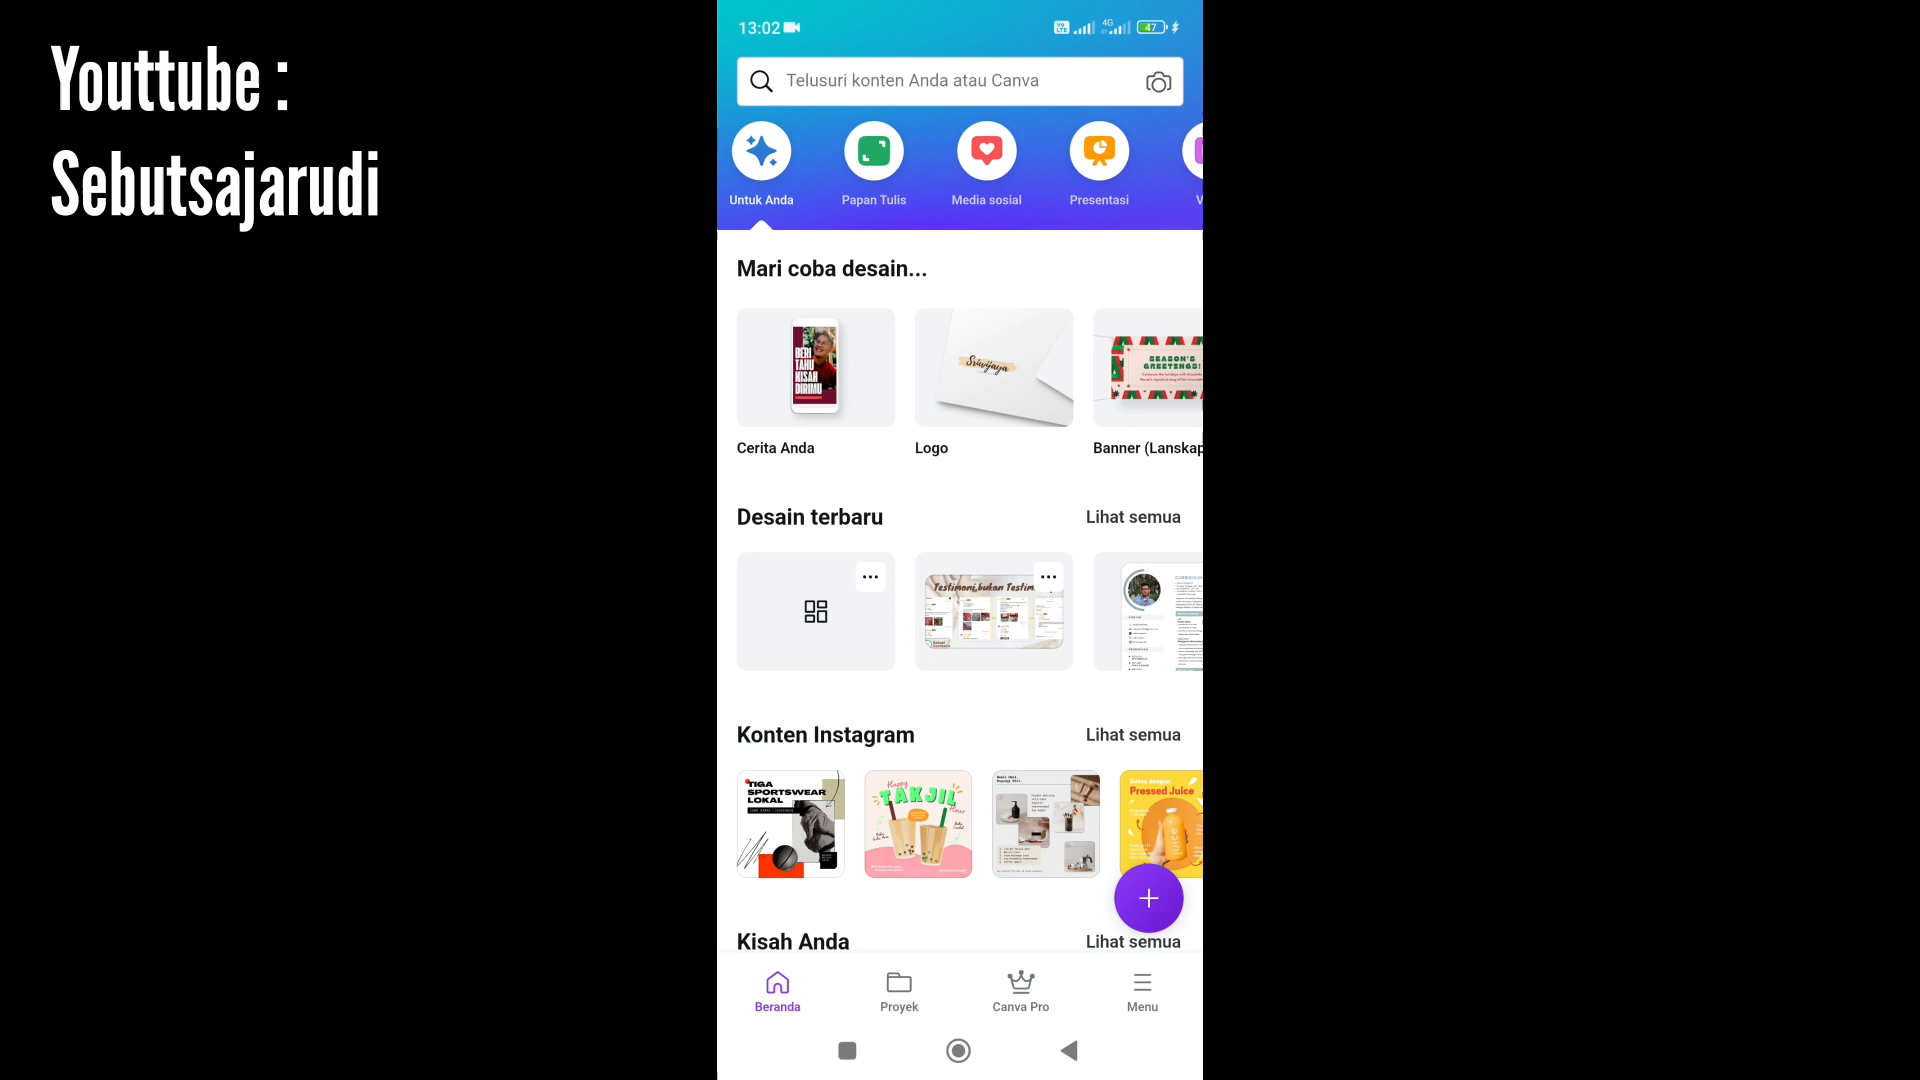 Youttube :
Sebutsajarudi
13:02
4G
47
Telusuri konten Anda atau Canva
Untuk Anda
Papan Tulis
Media sosial
Presentasi
V
Mari coba desain...
BERI
TAHU
KISAH
DIRIMU
Sriwijaya
SEASON'S
GREETINGS!
Cerita Anda
Logo
Banner (Lanskap
Desain terbaru
Lihat semua
Testimoni bukan Testim
Konten Instagram
Lihat semua
TIGA
SPORTSWEAR
LOKAL
Happy
TAKJIL
Pressed Juice
JUICE
Kisah Anda
Lihat semua
Beranda
Proyek
Canva Pro
Menu